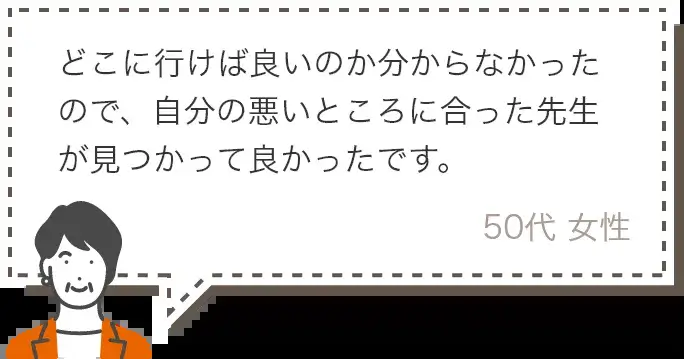 どこに行けば良いのか分からなかった
ので、自分の悪いところに合った先生
が見つかって良かったです。
50代 女性